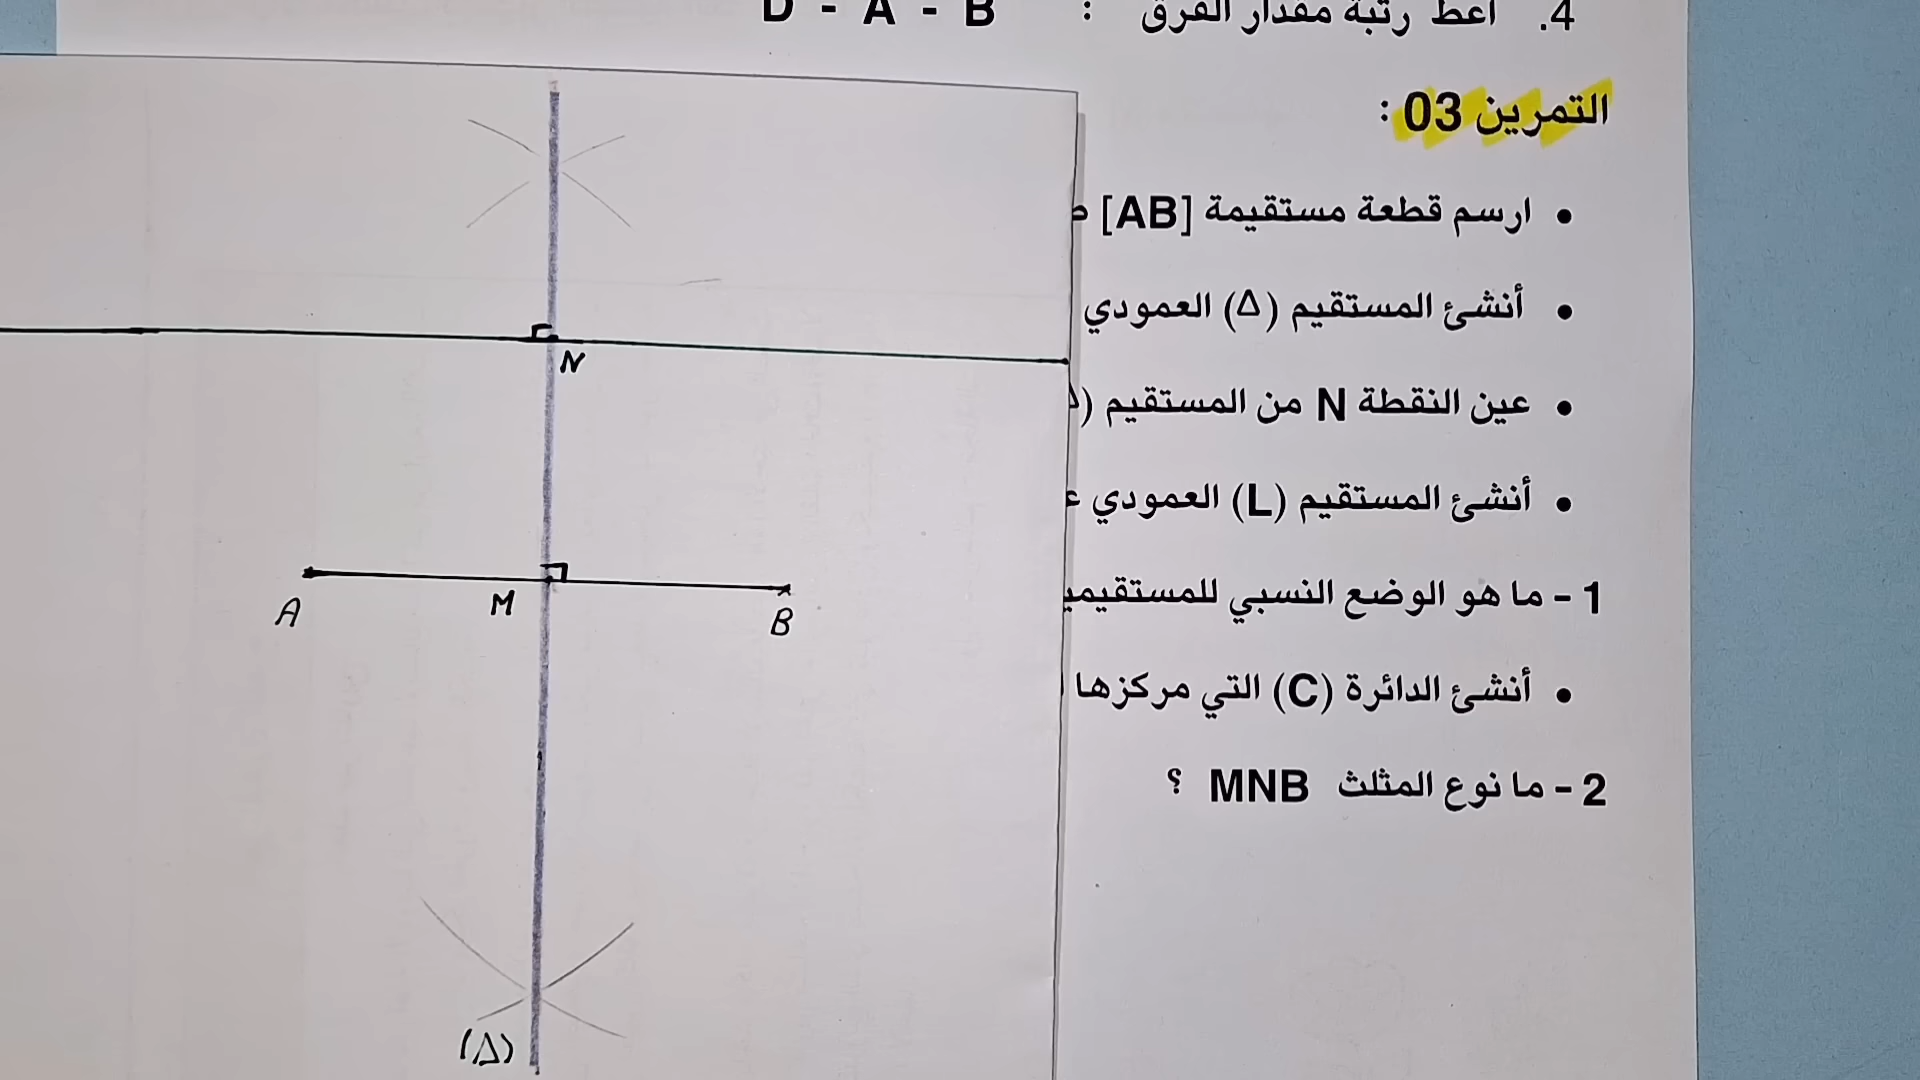 4. اعط رتبة مقدار الفرق : D - A - B
التمرين 03 :
• ارسم قطعة مستقيمة [AB]
• أنشئ المستقيم (Δ) العمودي
• عين النقطة N من المستقيم (
• أنشئ المستقيم (L) العمودي
1 - ما هو الوضع النسبي
• أنشئ الدائرة (C) التي مركزها
2 - ما نوع المثلث MNB ؟
N
A
M
B
(Δ)